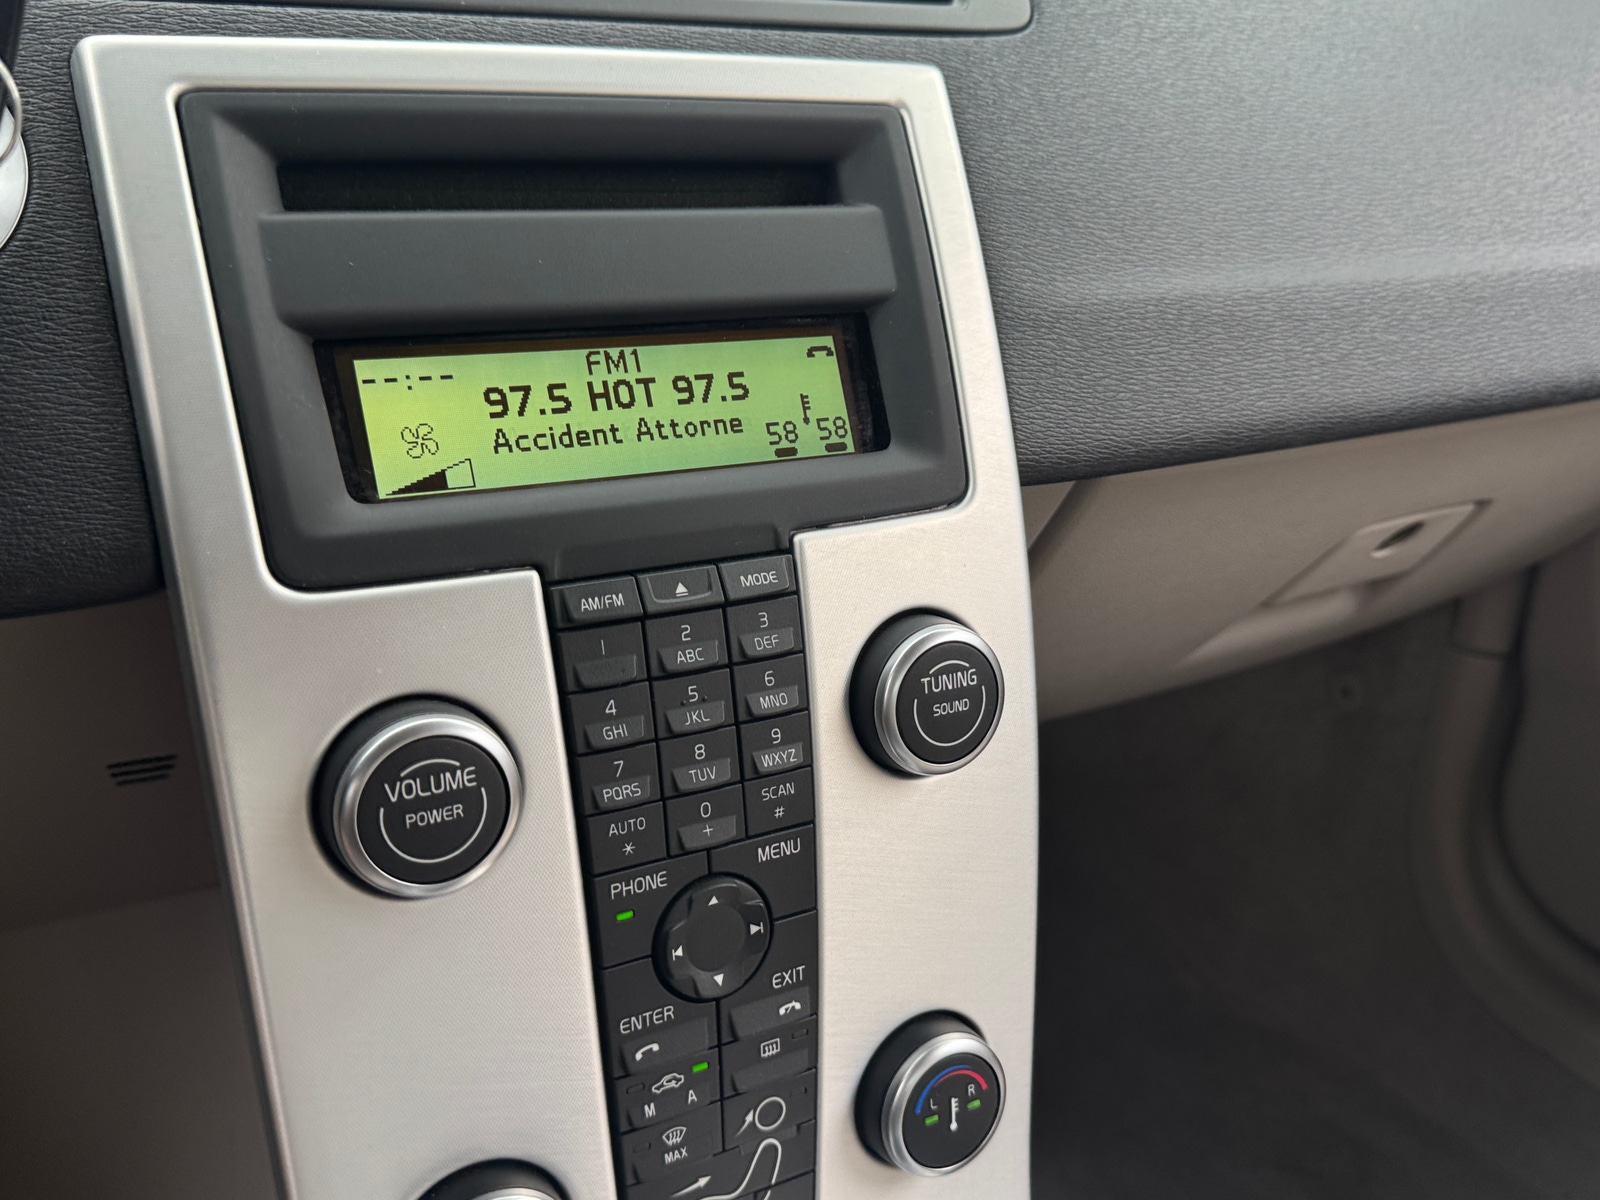 FM1
--:--
97.5 HOT 97.5
Accident Attorne
58 58
AM/FM
MODE
1
2
ABC
3
DEF
4
GHI
5
JKL
6
MNO
7
PQRS
8
TUV
9
WXYZ
AUTO
*
0
+
SCAN
#
VOLUME
POWER
TUNING
SOUND
PHONE
MENU
ENTER
EXIT
M A
MAX
L R